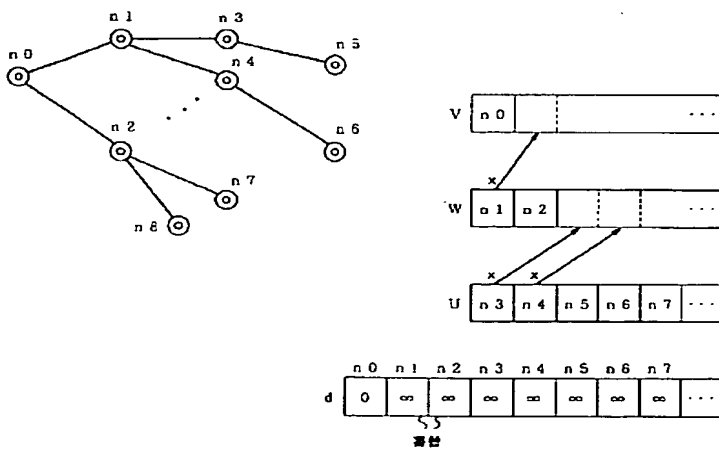 n 0
n 1
n 3
n 5
n 4
n 2
n 6
n 7
n 8
V n 0 ···
x
W n 1 n 2 ···
x x
U n 3 n 4 n 5 n 6 n 7 ···
n 0 n 1 n 2 n 3 n 4 n 5 n 6 n 7
d 0 ∞ ∞ ∞ ∞ ∞ ∞ ∞ ···